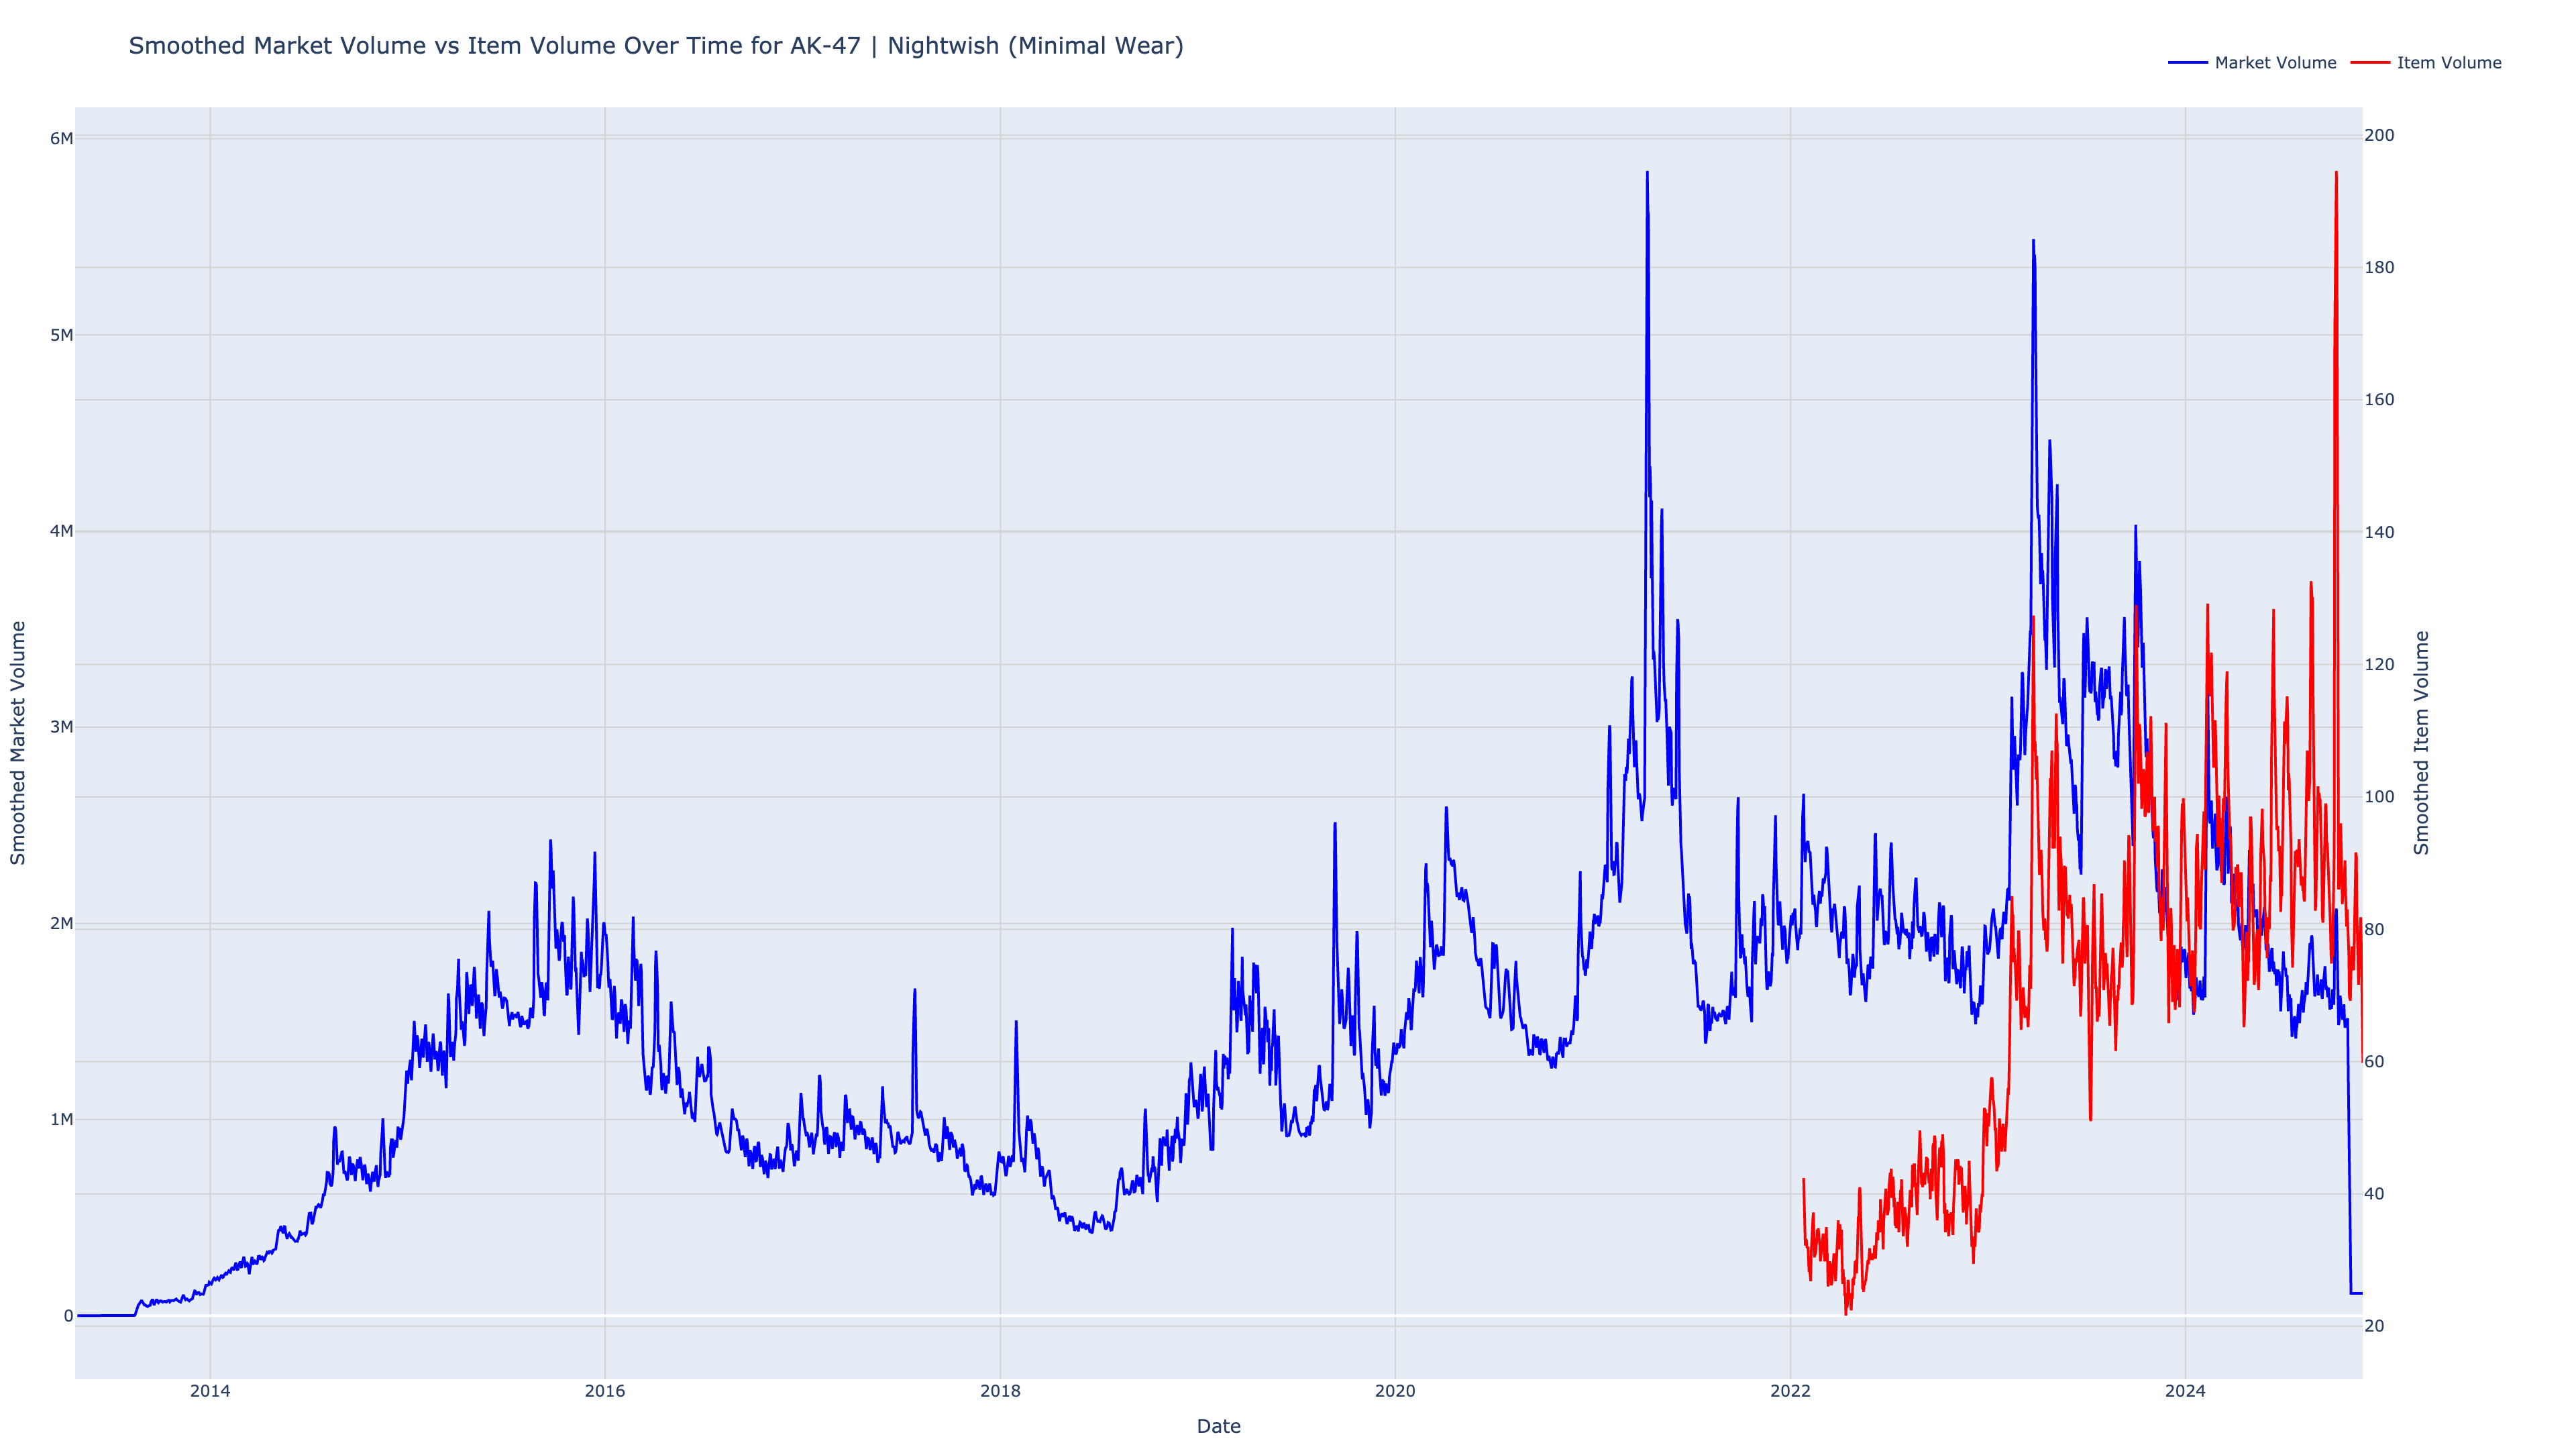 Smoothed Market Volume vs Item Volume Over Time for AK-47 | Nightwish (Minimal Wear)
Market Volume
Item Volume
6M
5M
4M
3M
2M
1M
0
Smoothed Market Volume
200
180
160
140
120
100
80
60
40
20
Smoothed Item Volume
2014
2016
2018
2020
2022
2024
Date